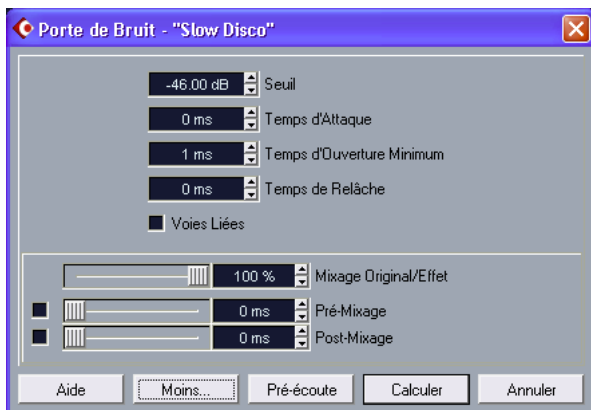 Porte de Bruit - "Slow Disco"
-46.00 dB Seuil
0 ms Temps d'Attaque
1 ms Temps d'Ouverture Minimum
0 ms Temps de Relâche
Voies Liées
100 % Mixage Original/Effet
0 ms Pré-Mixage
0 ms Post-Mixage
Aide Moins... Pré-écoute Calculer Annuler